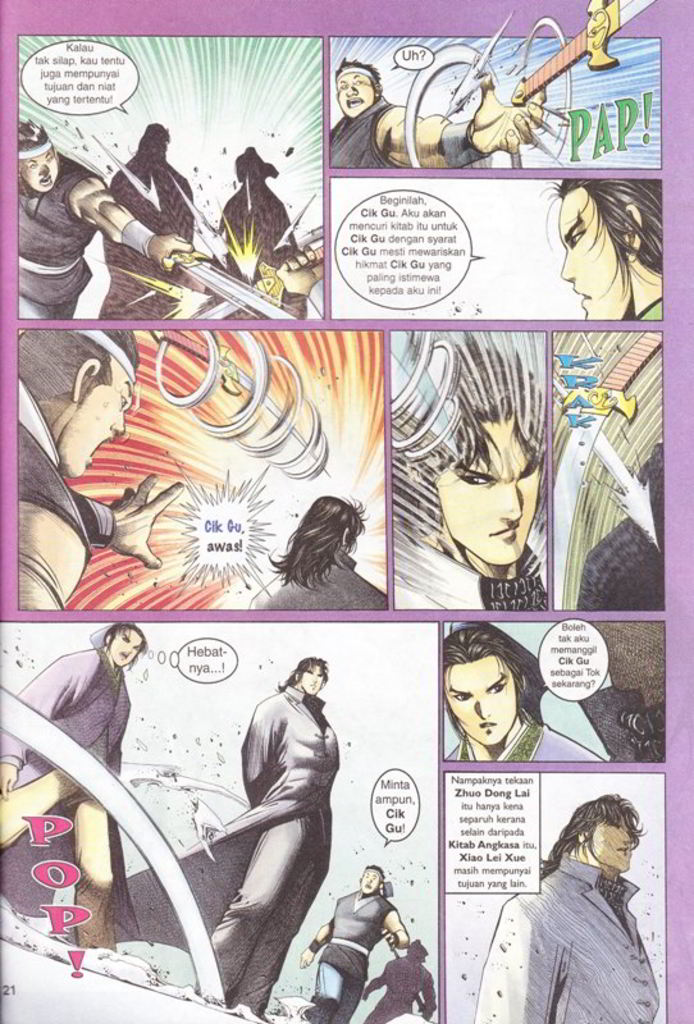 Kalau
tak silap, kau tentu
juga mempunyai
tujuan dan niat
yang tertentu!
Uh?
PAP!
Beginilah,
Cik Gu. Aku akan
mencuri kitab itu untuk
Cik Gu dengan syarat
Cik Gu mesti mewariskan
hikmat Cik Gu yang
paling istimewa
kepada aku ini!
Cik Gu,
awas!
KRAK
Hebat-
nya...!
POP!
Minta
ampun,
Cik
Gu!
Boleh
tak aku
memanggil
Cik Gu
sebagai Tok
sekarang?
Nampaknya tekaan
Zhuo Dong Lai
itu hanya kena
separuh kerana
selain daripada
Kitab Angkasa itu,
Xiao Lei Xue
masih mempunyai
tujuan yang lain.
21